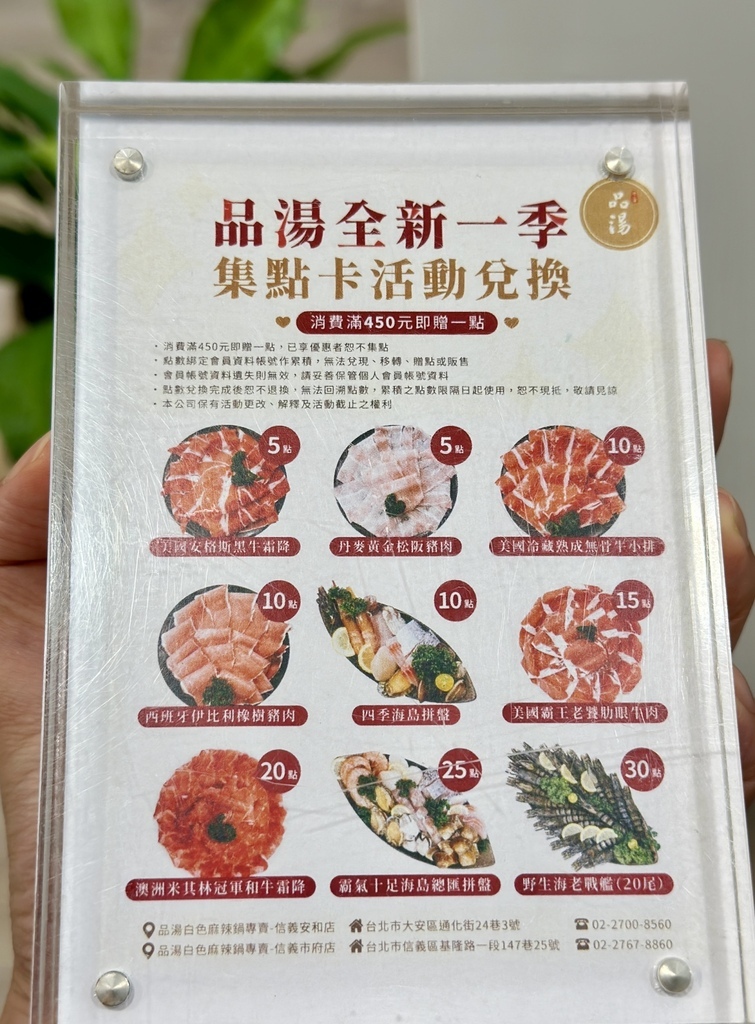 品湯
品湯全新一季
集點卡活動兌換
消費滿450元即贈一點
・消費滿450元即贈一點，已享優惠者恕不集點
・點數綁定會員資料帳號作累積，無法兌現、移轉、贈點或販售
・會員帳號資料遺失則無效，請妥善保管個人會員帳號資料
・點數兌換完成後恕不退換，無法回溯點數，累積之點數限隔日起使用，恕不現抵，敬請見諒
・本公司保有活動更改、解釋及活動截止之權利
5點
美國安格斯黑牛霜降
5點
丹麥黃金松阪豬肉
10點
美國冷藏熟成無骨牛小排
10點
西班牙伊比利橡樹豬肉
10點
四季海島拼盤
15點
美國霸王老饕肋眼牛肉
20點
澳洲米其林冠軍和牛霜降
25點
霸氣十足海島總匯拼盤
30點
野生海老戰艦(20尾)
品湯白色麻辣鍋專賣-信義安和店 台北市大安區通化街24巷3號 02-2700-8560
品湯白色麻辣鍋專賣-信義市府店 台北市信義區基隆路一段147巷25號 02-2767-8860